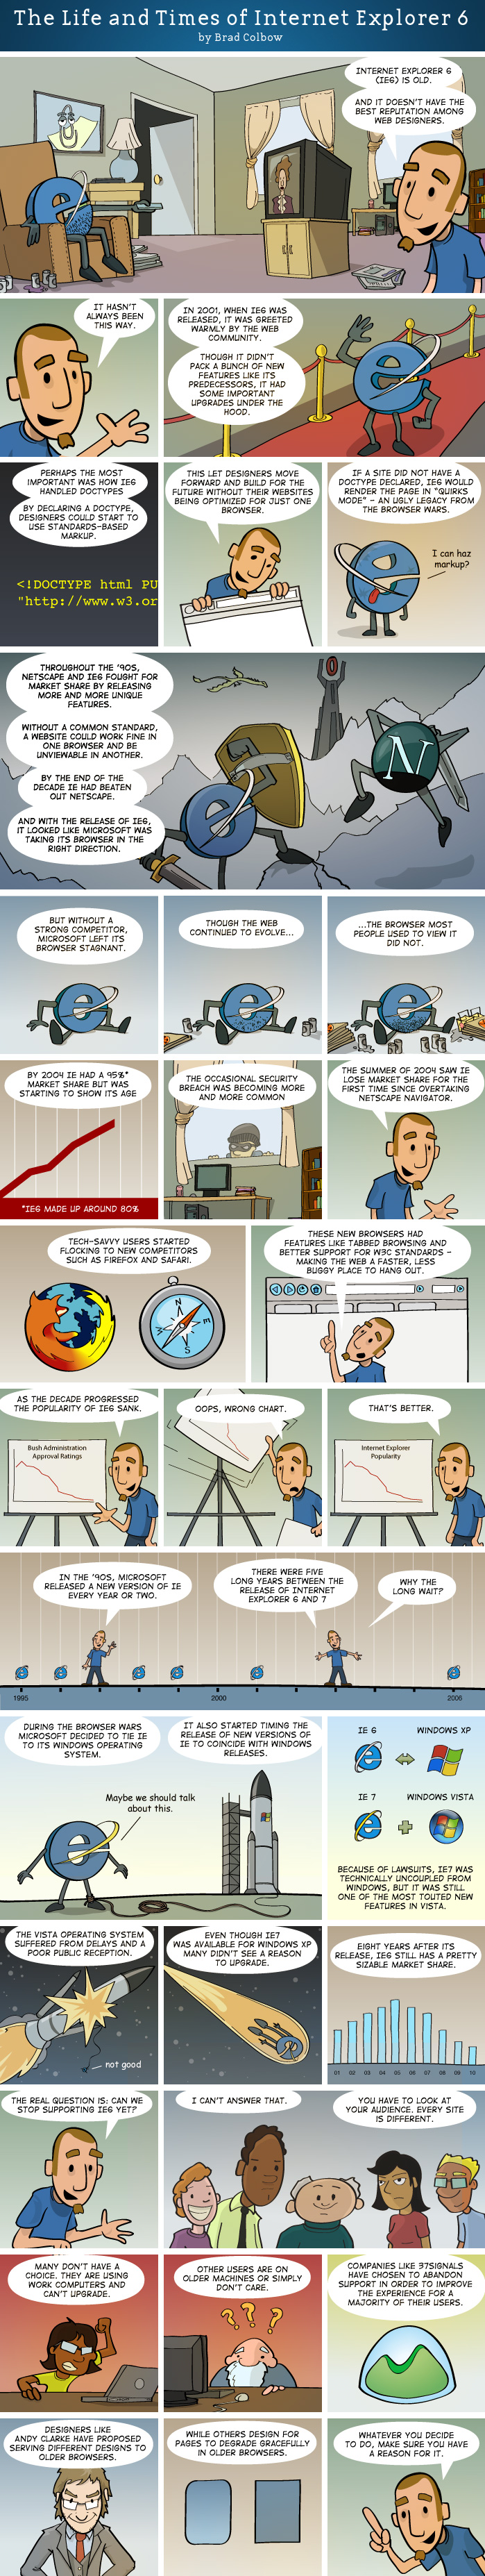 The Life and Times of Internet Explorer 6
by Brad Colbow
INTERNET EXPLORER 6
(IE6) IS OLD.
AND IT DOESN'T HAVE THE
BEST REPUTATION AMONG
WEB DESIGNERS.
IT HASN'T
ALWAYS BEEN
THIS WAY.
IN 2001, WHEN IE6 WAS
RELEASED, IT WAS GREETED
WARMLY BY THE WEB
COMMUNITY.
THOUGH IT DIDN'T
PACK A BUNCH OF NEW
FEATURES LIKE ITS
PREDECESSORS, IT HAD
SOME IMPORTANT
UPGRADES UNDER THE
HOOD.
PERHAPS THE MOST
IMPORTANT WAS HOW IE6
HANDLED DOCTYPES
BY DECLARING A DOCTYPE,
DESIGNERS COULD START TO
USE STANDARDS-BASED
MARKUP.
<!DOCTYPE html PU
"http://www.w3.or
THIS LET DESIGNERS MOVE
FORWARD AND BUILD FOR THE
FUTURE WITHOUT THEIR WEBSITES
BEING OPTIMIZED FOR JUST ONE
BROWSER.
IF A SITE DID NOT HAVE A
DOCTYPE DECLARED, IE6 WOULD
RENDER THE PAGE IN "QUIRKS
MODE" - AN UGLY LEGACY FROM
THE BROWSER WARS.
I can haz
markup?
THROUGHOUT THE '90S,
NETSCAPE AND IE6 FOUGHT FOR
MARKET SHARE BY RELEASING
MORE AND MORE UNIQUE
FEATURES.
WITHOUT A COMMON STANDARD,
A WEBSITE COULD WORK FINE IN
ONE BROWSER AND BE
UNVIEWABLE IN ANOTHER.
BY THE END OF THE
DECADE IE HAD BEATEN
OUT NETSCAPE.
AND WITH THE RELEASE OF IE6,
IT LOOKED LIKE MICROSOFT WAS
TAKING ITS BROWSER IN THE
RIGHT DIRECTION.
N
BUT WITHOUT A
STRONG COMPETITOR,
MICROSOFT LEFT ITS
BROWSER STAGNANT.
THOUGH THE WEB
CONTINUED TO EVOLVE...
...THE BROWSER MOST
PEOPLE USED TO VIEW IT
DID NOT.
BY 2004 IE HAD A 95%*
MARKET SHARE BUT WAS
STARTING TO SHOW ITS AGE
*IE6 MADE UP AROUND 80%
THE OCCASIONAL SECURITY
BREACH WAS BECOMING MORE
AND MORE COMMON
THE SUMMER OF 2004 SAW IE
LOSE MARKET SHARE FOR THE
FIRST TIME SINCE OVERTAKING
NETSCAPE NAVIGATOR.
TECH-SAVVY USERS STARTED
FLOCKING TO NEW COMPETITORS
SUCH AS FIREFOX AND SAFARI.
N
E
S
W
THESE NEW BROWSERS HAD
FEATURES LIKE TABBED BROWSING AND
BETTER SUPPORT FOR W3C STANDARDS -
MAKING THE WEB A FASTER, LESS
BUGGY PLACE TO HANG OUT.
AS THE DECADE PROGRESSED
THE POPULARITY OF IE6 SANK.
Bush Administration
Approval Ratings
OOPS, WRONG CHART.
THAT'S BETTER.
Internet Explorer
Popularity
IN THE '90S, MICROSOFT
RELEASED A NEW VERSION OF IE
EVERY YEAR OR TWO.
THERE WERE FIVE
LONG YEARS BETWEEN THE
RELEASE OF INTERNET
EXPLORER 6 AND 7
WHY THE
LONG WAIT?
1995
2000
2006
DURING THE BROWSER WARS
MICROSOFT DECIDED TO TIE IE
TO ITS WINDOWS OPERATING
SYSTEM.
IT ALSO STARTED TIMING THE
RELEASE OF NEW VERSIONS OF
IE TO COINCIDE WITH WINDOWS
RELEASES.
Maybe we should talk
about this.
IE 6
WINDOWS XP
IE 7
WINDOWS VISTA
BECAUSE OF LAWSUITS, IE7 WAS
TECHNICALLY UNCOUPLED FROM
WINDOWS, BUT IT WAS STILL
ONE OF THE MOST TOUTED NEW
FEATURES IN VISTA.
THE VISTA OPERATING SYSTEM
SUFFERED FROM DELAYS AND A
POOR PUBLIC RECEPTION.
not good
EVEN THOUGH IE7
WAS AVAILABLE FOR WINDOWS XP
MANY DIDN'T SEE A REASON
TO UPGRADE.
EIGHT YEARS AFTER ITS
RELEASE, IE6 STILL HAS A PRETTY
SIZABLE MARKET SHARE.
01 02 03 04 05 06 07 08 09 10
THE REAL QUESTION IS: CAN WE
STOP SUPPORTING IE6 YET?
I CAN'T ANSWER THAT.
YOU HAVE TO LOOK AT
YOUR AUDIENCE. EVERY SITE
IS DIFFERENT.
MANY DON'T HAVE A
CHOICE. THEY ARE USING
WORK COMPUTERS AND
CAN'T UPGRADE.
OTHER USERS ARE ON
OLDER MACHINES OR SIMPLY
DON'T CARE.
? ? ?
COMPANIES LIKE 37SIGNALS
HAVE CHOSEN TO ABANDON
SUPPORT IN ORDER TO IMPROVE
THE EXPERIENCE FOR A
MAJORITY OF THEIR USERS.
DESIGNERS LIKE
ANDY CLARKE HAVE PROPOSED
SERVING DIFFERENT DESIGNS TO
OLDER BROWSERS.
WHILE OTHERS DESIGN FOR
PAGES TO DEGRADE GRACEFULLY
IN OLDER BROWSERS.
WHATEVER YOU DECIDE
TO DO, MAKE SURE YOU HAVE
A REASON FOR IT.